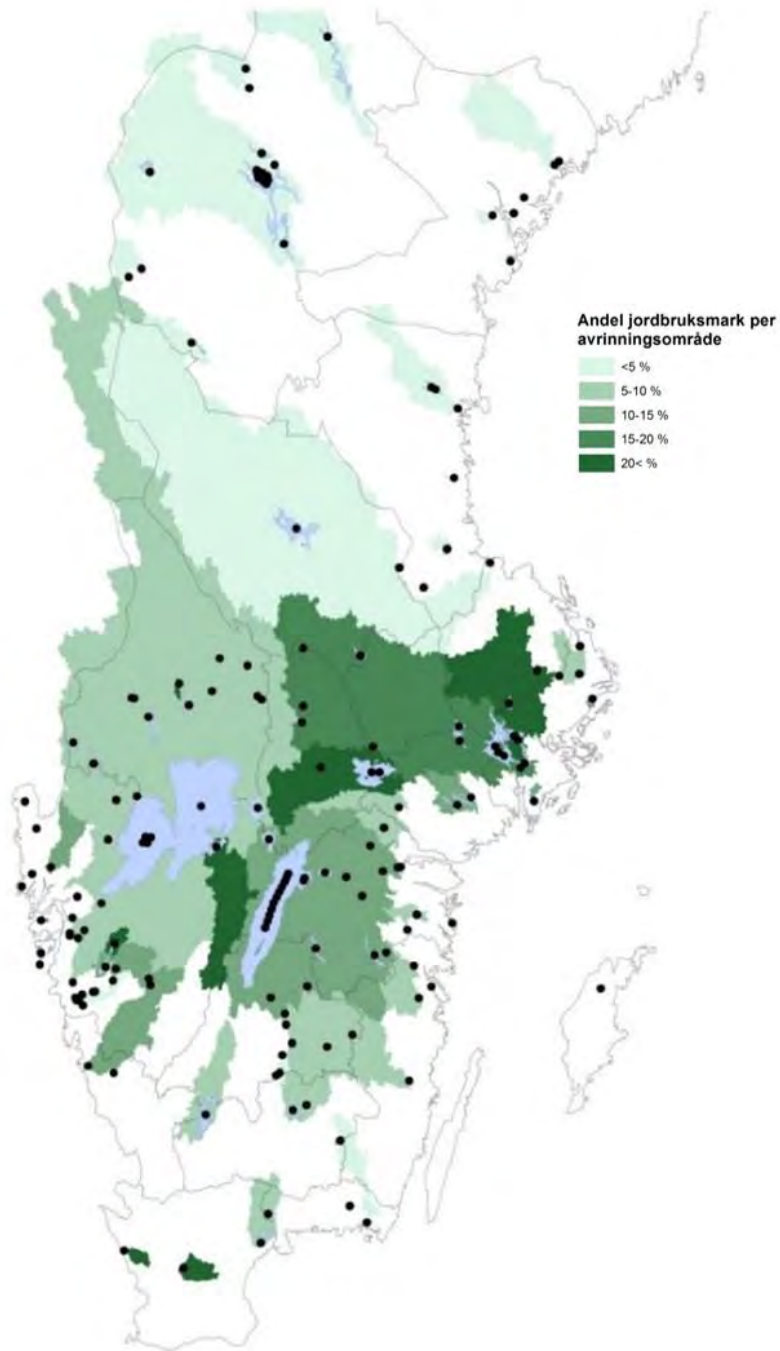 Andel jordbruksmark per
avrinningsområde
<5 %
5-10 %
10-15 %
15-20 %
20< %